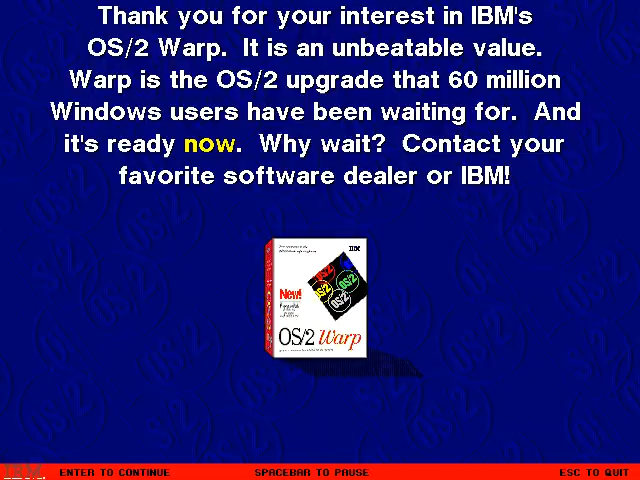 Thank you for your interest in IBM's
OS/2 Warp.  It is an unbeatable value.
Warp is the OS/2 upgrade that 60 million
Windows users have been waiting for.  And
it's ready now.  Why wait?  Contact your
favorite software dealer or IBM!
IBM
OS/2
OS/2
OS/2
OS/2
New!
OS/2 Warp
IBM
ENTER TO CONTINUE
SPACEBAR TO PAUSE
ESC TO QUIT